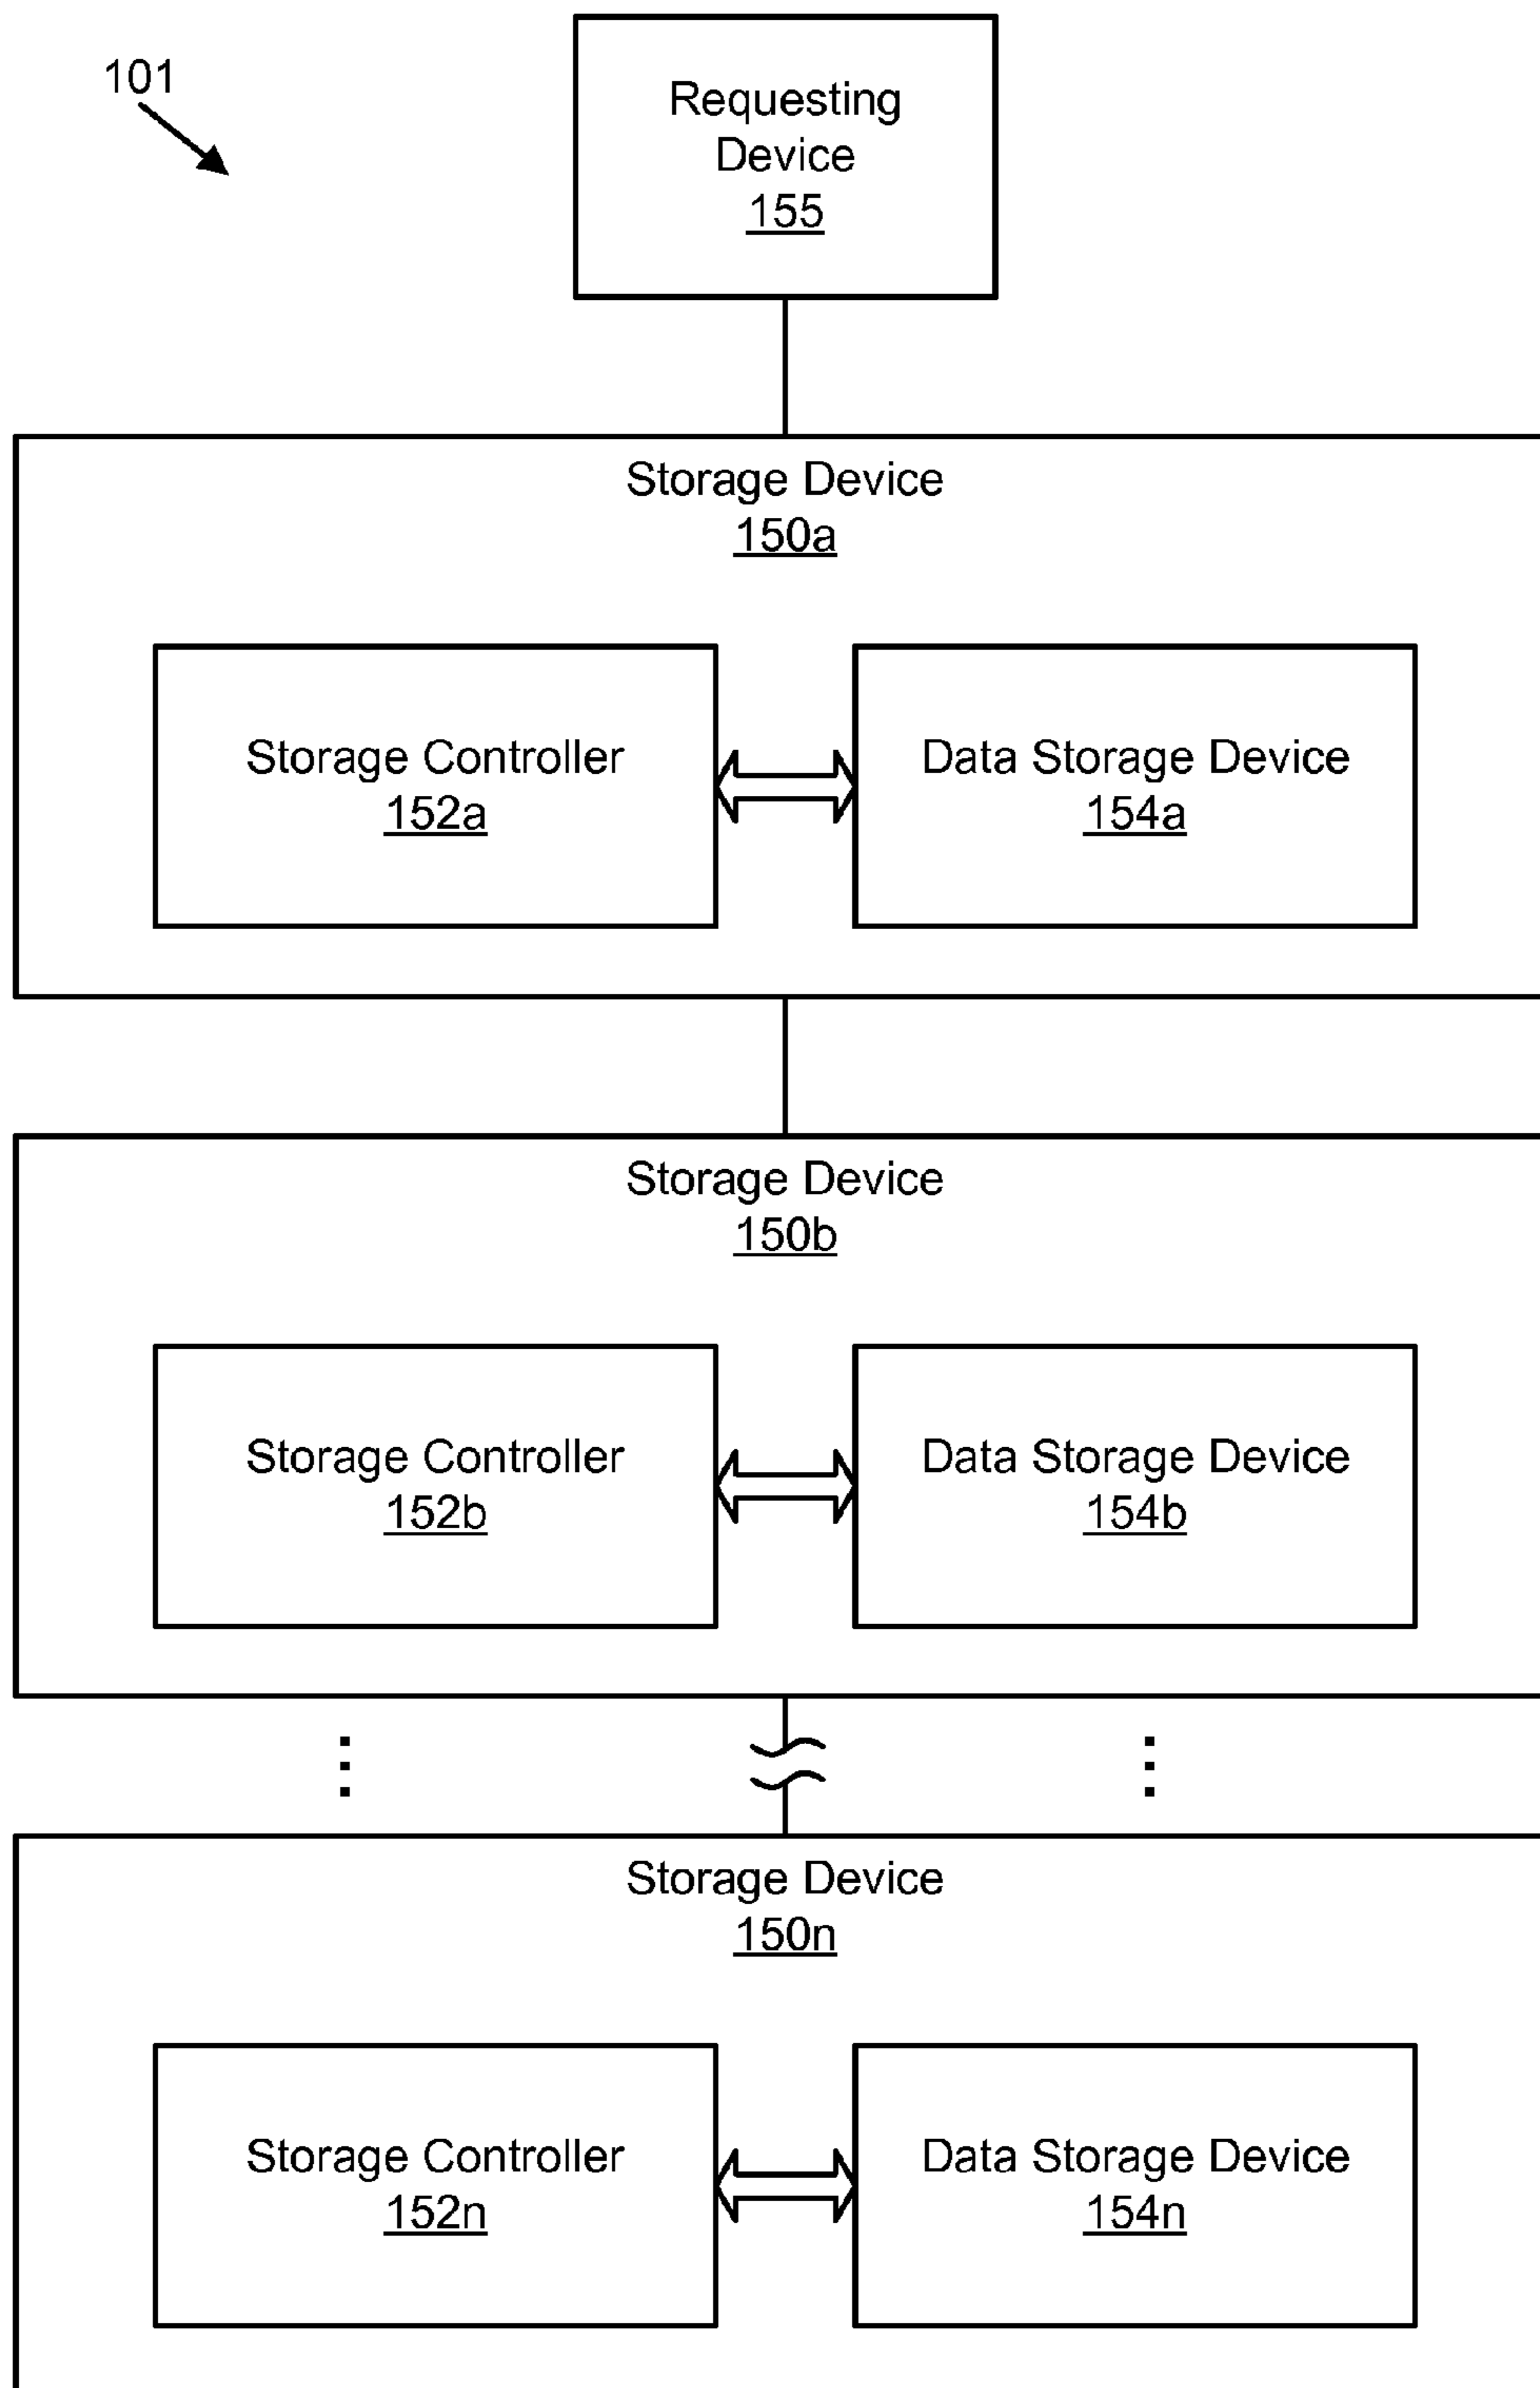 101
Requesting
Device
155
Storage Device
150a
Storage Controller
152a
Data Storage Device
154a
Storage Device
150b
Storage Controller
152b
Data Storage Device
154b
Storage Device
150n
Storage Controller
152n
Data Storage Device
154n